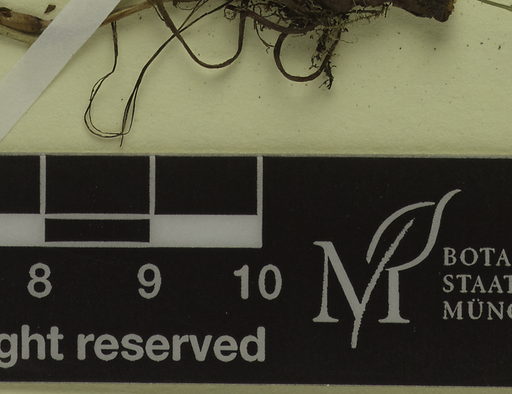 8 9 10
ght reserved
M
BOTA
STAAT
MÜNC